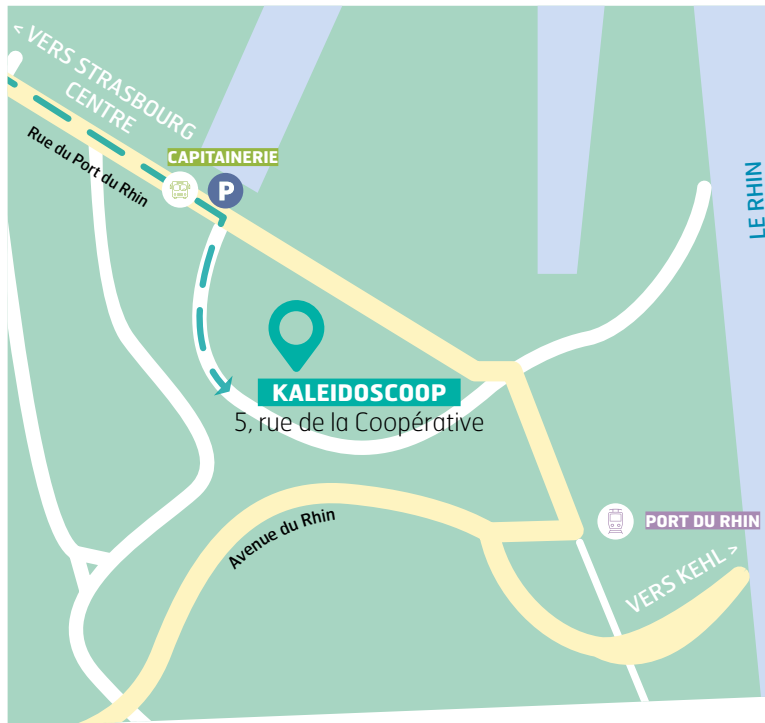 < VERS STRASBOURG
CENTRE
Rue du Port du Rhin
CAPITAINERIE
P
LE RHIN
KALEIDOSCOOP
5, rue de la Coopérative
Avenue du Rhin
PORT DU RHIN
VERS KEHL >